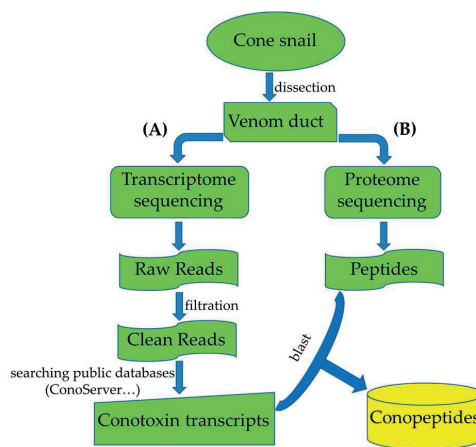 Cone snail
dissection
Venom duct
(A)
(B)
Transcriptome
sequencing
Proteome
sequencing
Raw Reads
Peptides
filtration
Clean Reads
blast
searching public databases
(ConoServer...)
Conotoxin transcripts
Conopeptides